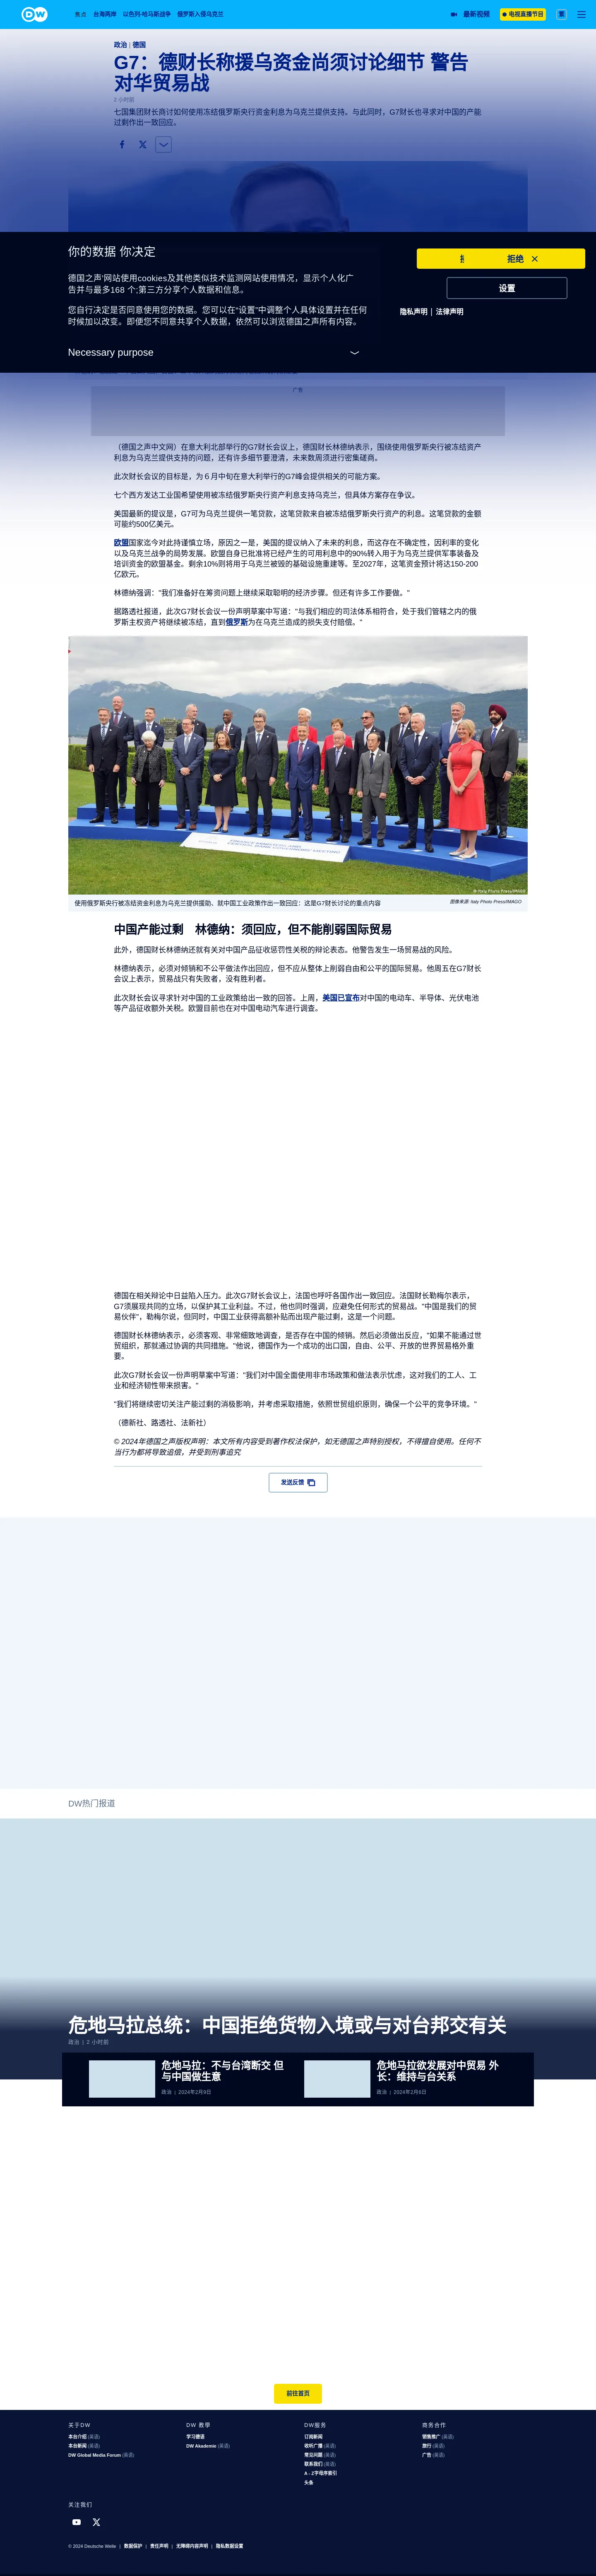 DW
焦点 台海两岸 以色列-哈马斯战争 俄罗斯入侵乌克兰
最新视频
电视直播节目
繁
政治 | 德国
G7：德财长称援乌资金尚须讨论细节 警告
对华贸易战
2 小时前
七国集团财长商讨如何使用冻结俄罗斯央行资金利息为乌克兰提供支持。与此同时，G7财长也寻求对中国的产能
过剩作出一致回应。
你的数据 你决定
德国之声'网站使用cookies及其他类似技术监测网站使用情况，显示个人化广
告并与最多168 个;第三方分享个人数据和信息。
您自行决定是否同意使用您的数据。您可以在“设置”中调整个人具体设置并在任何
时候加以改变。即便您不同意共享个人数据，依然可以浏览德国之声所有内容。
Necessary purpose
拒绝
设置
隐私声明 | 法律声明
广告
（德国之声中文网）在意大利北部举行的G7财长会议上，德国财长林德纳表示，围绕使用俄罗斯央行被冻结资产
利息为乌克兰提供支持的问题，还有许多细节要澄清，未来数周须进行密集磋商。
此次财长会议的目标是，为６月中旬在意大利举行的G7峰会提供相关的可能方案。
七个西方发达工业国希望使用被冻结俄罗斯央行资产利息支持乌克兰，但具体方案存在争议。
美国最新的提议是，G7可为乌克兰提供一笔贷款，这笔贷款来自被冻结俄罗斯央行资产的利息。这笔贷款的金额
可能约500亿美元。
欧盟国家迄今对此持谨慎立场，原因之一是，美国的提议纳入了未来的利息，而这存在不确定性，因利率的变化
以及乌克兰战争的局势发展。欧盟自身已批准将已经产生的可用利息中的90%转入用于为乌克兰提供军事装备及
培训资金的欧盟基金。剩余10%则将用于乌克兰被毁的基础设施重建等。至2027年，这笔资金预计将达150-200
亿欧元。
林德纳强调："我们准备好在筹资问题上继续采取聪明的经济步骤。但还有许多工作要做。"
据路透社报道，此次G7财长会议一份声明草案中写道："与我们相应的司法体系相符合，处于我们管辖之内的俄
罗斯主权资产将继续被冻结，直到俄罗斯为在乌克兰造成的损失支付赔偿。"
© Italy Photo Press/IMAGO
使用俄罗斯央行被冻结资金利息为乌克兰提供援助、就中国工业政策作出一致回应：这是G7财长讨论的重点内容
图像来源: Italy Photo Press/IMAGO
中国产能过剩　林德纳：须回应，但不能削弱国际贸易
此外，德国财长林德纳还就有关对中国产品征收惩罚性关税的辩论表态。他警告发生一场贸易战的风险。
林德纳表示，必须对倾销和不公平做法作出回应，但不应从整体上削弱自由和公平的国际贸易。他周五在G7财长
会议上表示，贸易战只有失败者，没有胜利者。
此次财长会议寻求针对中国的工业政策给出一致的回答。上周，美国已宣布对中国的电动车、半导体、光伏电池
等产品征收额外关税。欧盟目前也在对中国电动汽车进行调查。
德国在相关辩论中日益陷入压力。此次G7财长会议上，法国也呼吁各国作出一致回应。法国财长勒梅尔表示，
G7须展现共同的立场，以保护其工业利益。不过，他也同时强调，应避免任何形式的贸易战。"中国是我们的贸
易伙伴"，勒梅尔说，但同时，中国工业获得高额补贴而出现产能过剩，这是一个问题。
德国财长林德纳表示，必须客观、非常细致地调查，是否存在中国的倾销。然后必须做出反应，"如果不能通过世
贸组织，那就通过协调的共同措施。"他说，德国作为一个成功的出口国，自由、公平、开放的世界贸易格外重
要。
此次G7财长会议一份声明草案中写道："我们对中国全面使用非市场政策和做法表示忧虑，这对我们的工人、工
业和经济韧性带来损害。"
"我们将继续密切关注产能过剩的消极影响，并考虑采取措施，依照世贸组织原则，确保一个公平的竞争环境。"
（德新社、路透社、法新社）
© 2024年德国之声版权声明：本文所有内容受到著作权法保护，如无德国之声特别授权，不得擅自使用。任何不
当行为都将导致追偿，并受到刑事追究
发送反馈
DW热门报道
危地马拉总统：中国拒绝货物入境或与对台邦交有关
政治 | 2 小时前
危地马拉：不与台湾断交 但
与中国做生意
政治 | 2024年2月9日
危地马拉欲发展对中贸易 外
长：维持与台关系
政治 | 2024年2月6日
前往首页
关于DW
本台介绍 (英语)
本台新闻 (英语)
DW Global Media Forum (英语)
DW 教學
学习德语
DW Akademie (英语)
DW服务
订阅新闻
收听广播 (英语)
常见问题 (英语)
联系我们 (英语)
A - Z字母序索引
头条
商务合作
销售推广 (英语)
旅行 (英语)
广告 (英语)
关注我们
© 2024 Deutsche Welle | 数据保护 | 责任声明 | 无障碍内容声明 | 隐私数据设置